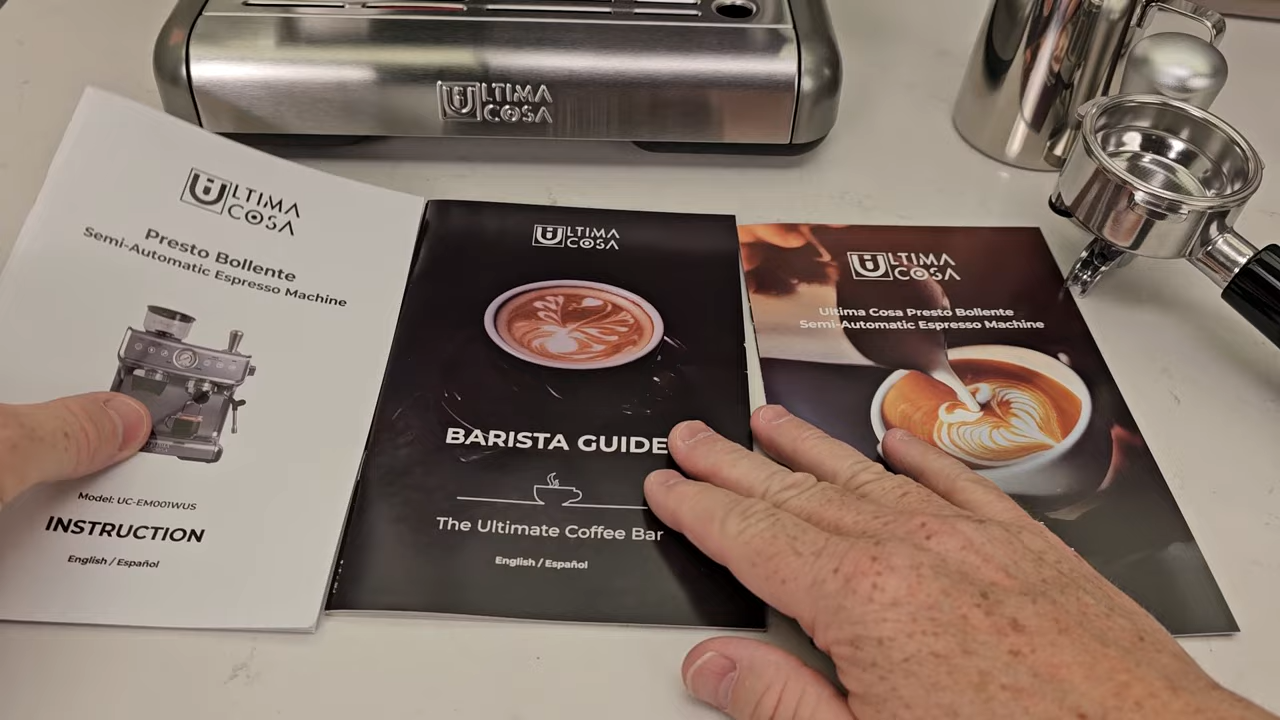 ULTIMA
COSA
ULTIMA
COSA
Presto Bollente
Semi-Automatic Espresso Machine
Model: UC-EM001WUS
INSTRUCTION
English / Español
ULTIMA
COSA
BARISTA GUIDE
The Ultimate Coffee Bar
English / Español
ULTIMA
COSA
Ultima Cosa Presto Bollente
Semi-Automatic Espresso Machine